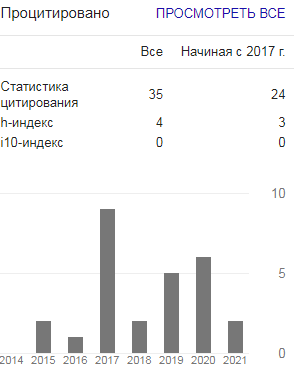 Процитировано ПРОСМОТРЕТЬ ВСЕ
Все Начиная с 2017 г.
Статистика
цитирования 35 24
h-индекс 4 3
i10-индекс 0 0
10
5
0
2014 2015 2016 2017 2018 2019 2020 2021